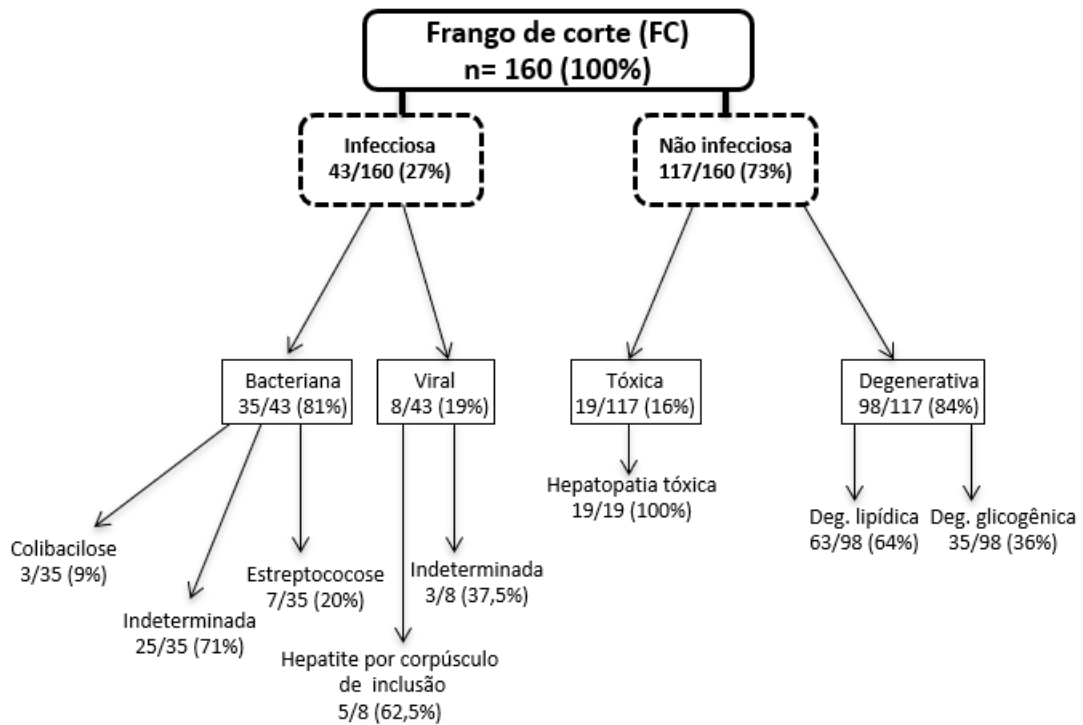 Frango de corte (FC)
n= 160 (100%)
Infecciosa
43/160 (27%)
Não infecciosa
117/160 (73%)
Bacteriana
35/43 (81%)
Viral
8/43 (19%)
Tóxica
19/117 (16%)
Degenerativa
98/117 (84%)
Colibacilose
3/35 (9%)
Indeterminada
25/35 (71%)
Estreptococose
7/35 (20%)
Hepatite por corpúsculo
de inclusão
5/8 (62,5%)
Indeterminada
3/8 (37,5%)
Hepatopatia tóxica
19/19 (100%)
Deg. lipídica
63/98 (64%)
Deg. glicogênica
35/98 (36%)